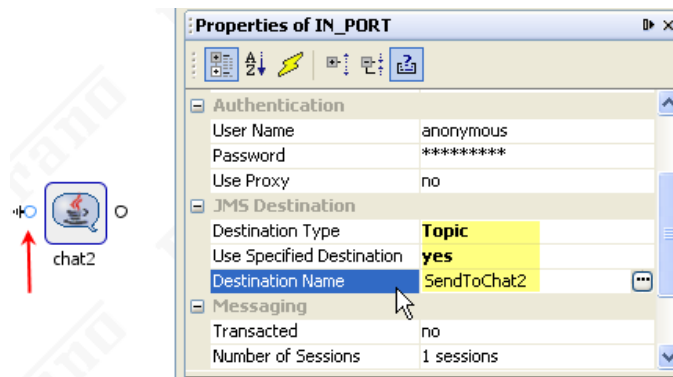 Properties of IN_PORT
Authentication
User Name anonymous
Password *********
Use Proxy no
JMS Destination
Destination Type Topic
Use Specified Destination yes
Destination Name SendToChat2
Messaging
Transacted no
Number of Sessions 1 sessions
chat2